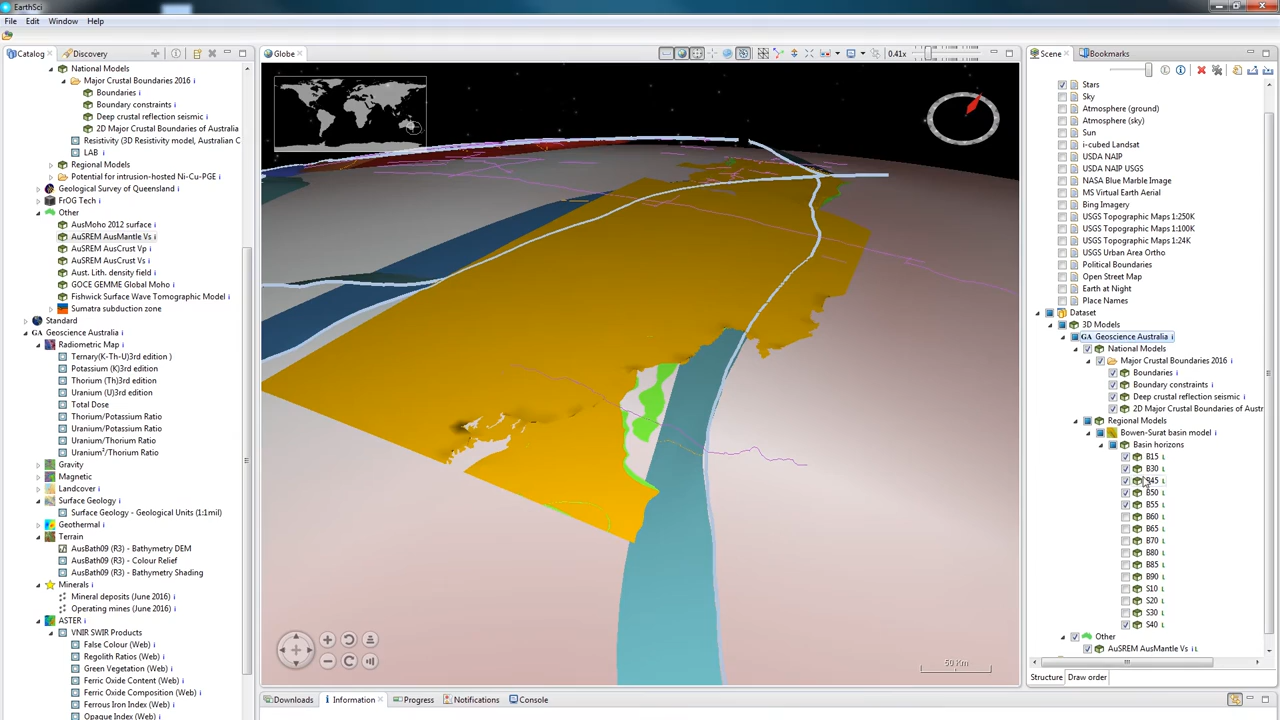 EarthSci
File Edit Window Help
Catalog Discovery
National Models
Major Crustal Boundaries 2016 i
Boundaries i
Boundary constraints i
Deep crustal reflection seismic i
2D Major Crustal Boundaries of Australia
Resistivity (3D Resistivity model, Australian C
LAB i
Regional Models
Potential for intrusion-hosted Ni-Cu-PGE
Geological Survey of Queensland i
FrOG Tech i
Other
AusMoho 2012 surface i
AuSREM AusMantle Vs i
AuSREM AusCrust Vp i
AuSREM AusCrust Vs i
Aust. Lith. density field i
GOCE GEMME Global Moho i
Fishwick Surface Wave Tomographic Model i
Sumatra subduction zone i
Standard
GA Geoscience Australia i
Radiometric Map i
Ternary(K-Th-U)3rd edition )
Potassium (K)3rd edition i
Thorium (Th)3rd edition i
Uranium (U)3rd edition i
Total Dose
Thorium/Potassium Ratio
Uranium/Potassium Ratio
Uranium/Thorium Ratio
Uranium²/Thorium Ratio
Gravity
Magnetic
Landcover i
Surface Geology i
Surface Geology - Geological Units (1:1mil)
Geothermal
Terrain
AusBath09 (R3) - Bathymetry DEM
AusBath09 (R3) - Colour Relief
AusBath09 (R3) - Bathymetry Shading
Minerals i
Mineral deposits (June 2016) i
Operating mines (June 2016) i
ASTER
VNIR SWIR Products
False Colour (Web) i
Regolith Ratios (Web) i
Green Vegetation (Web) i
Ferric Oxide Content (Web) i
Ferric Oxide Composition (Web) i
Ferrous Iron Index (Web) i
Opaque Index (Web) i
Globe
0.41x
50 Km
Downloads Information Progress Notifications Console
Scene Bookmarks
Stars
Sky
Atmosphere (ground)
Atmosphere (sky)
Sun
i-cubed Landsat
USDA NAIP
USDA NAIP USGS
NASA Blue Marble Image
MS Virtual Earth Aerial
Bing Imagery
USGS Topographic Maps 1:250K
USGS Topographic Maps 1:100K
USGS Topographic Maps 1:24K
USGS Urban Area Ortho
Political Boundaries
Open Street Map
Earth at Night
Place Names
Dataset
3D Models
GA Geoscience Australia i
National Models
Major Crustal Boundaries 2016 i
Boundaries i
Boundary constraints i
Deep crustal reflection seismic i
2D Major Crustal Boundaries of Austr
Regional Models
Bowen-Surat basin model i
Basin horizons
B15 L
B30 L
B45 L
B50 L
B55 L
B60 L
B65 L
B70 L
B80 L
B85 L
B90 L
S10 L
S20 L
S30 L
S40 L
Other
AuSREM AusMantle Vs i L
Structure Draw order